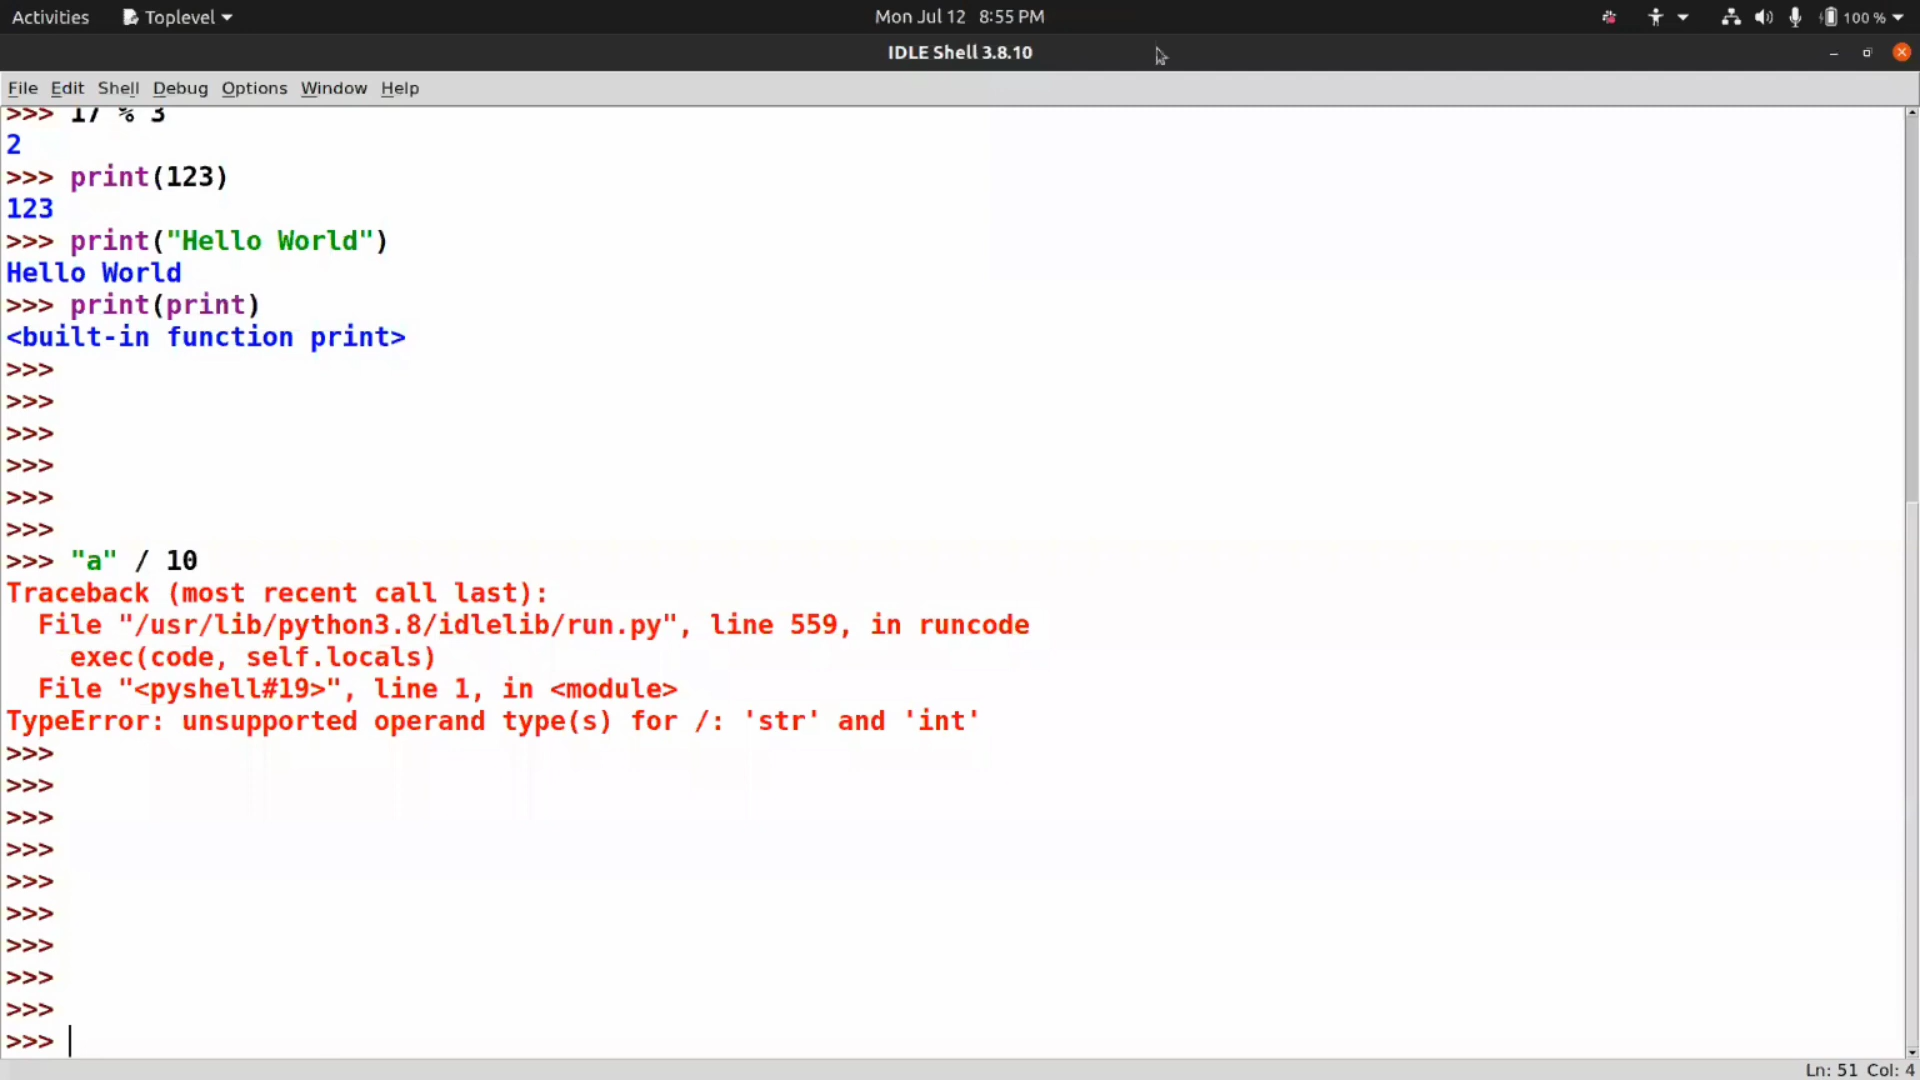 Activities Toplevel Mon Jul 12 8:55 PM 100 %
IDLE Shell 3.8.10
File Edit Shell Debug Options Window Help
>>> 17 % 3
2
>>> print(123)
123
>>> print("Hello World")
Hello World
>>> print(print)
<built-in function print>
>>>
>>>
>>>
>>>
>>>
>>>
>>> "a" / 10
Traceback (most recent call last):
  File "/usr/lib/python3.8/idlelib/run.py", line 559, in runcode
    exec(code, self.locals)
  File "<pyshell#19>", line 1, in <module>
TypeError: unsupported operand type(s) for /: 'str' and 'int'
>>>
>>>
>>>
>>>
>>>
>>>
>>>
>>>
>>>
>>>
Ln: 51 Col: 4